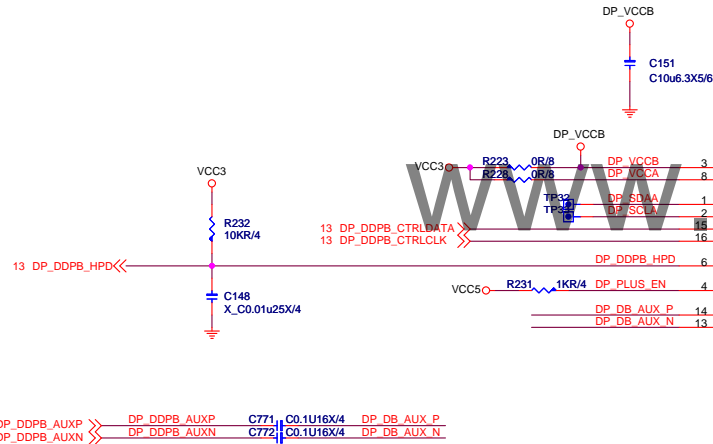 DP_VCCB
C151
C10u6.3X5/6
DP_VCCB
VCC3 R223 0R/8 DP_VCCB 3
R228 0R/8 DP_VCCA 8
VCC3
TP32 DP_SDAA 1
DP_SCLA 2
R232
10KR/4
13 DP_DDPB_CTRLDATA 15
13 DP_DDPB_CTRLCLK 16
13 DP_DDPB_HPD DP_DDPB_HPD 6
VCC5 R231 1KR/4 DP_PLUS_EN 4
C148
X_C0.01u25X/4
DP_DB_AUX_P 14
DP_DB_AUX_N 13
DP_DDPB_AUXP DP_DDPB_AUXP C771 C0.1U16X/4 DP_DB_AUX_P
DP_DDPB_AUXN DP_DDPB_AUXN C772 C0.1U16X/4 DP_DB_AUX_N
www.